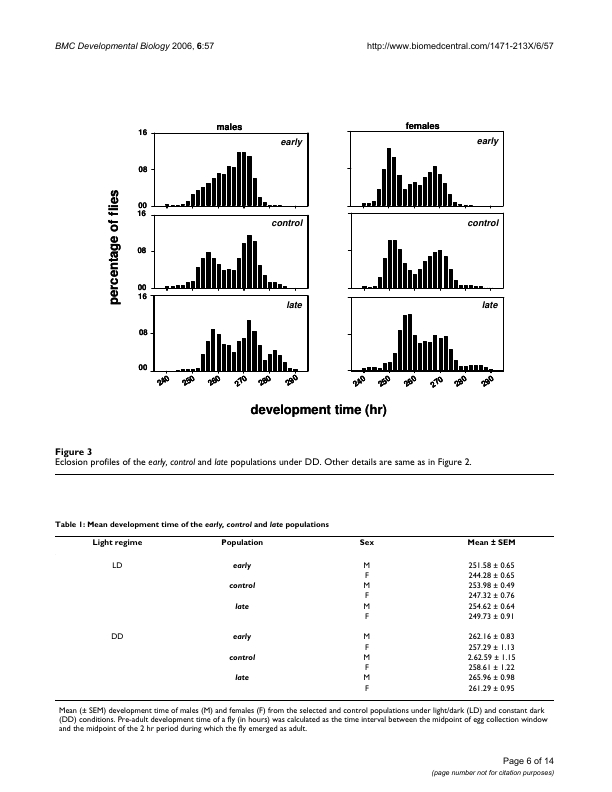 BMC Developmental Biology 2006, 6:57
http://www.biomedcentral.com/1471-213X/6/57
males
females
16
early
early
08
00
16
control
control
08
00
16
late
late
08
00
percentage of flies
240 250 260 270 280 290
240 250 260 270 280 290
development time (hr)
Figure 3
Eclosion profiles of the early, control and late populations under DD. Other details are same as in Figure 2.
Table 1: Mean development time of the early, control and late populations
Light regime Population Sex Mean ± SEM
LD early M 251.58 ± 0.65
F 244.28 ± 0.65
control M 253.98 ± 0.49
F 247.32 ± 0.76
late M 254.62 ± 0.64
F 249.73 ± 0.91
DD early M 262.16 ± 0.83
F 257.29 ± 1.13
control M 2.62.59 ± 1.15
F 258.61 ± 1.22
late M 265.96 ± 0.98
F 261.29 ± 0.95
Mean (± SEM) development time of males (M) and females (F) from the selected and control populations under light/dark (LD) and constant dark
(DD) conditions. Pre-adult development time of a fly (in hours) was calculated as the time interval between the midpoint of egg collection window
and the midpoint of the 2 hr period during which the fly emerged as adult.
Page 6 of 14
(page number not for citation purposes)